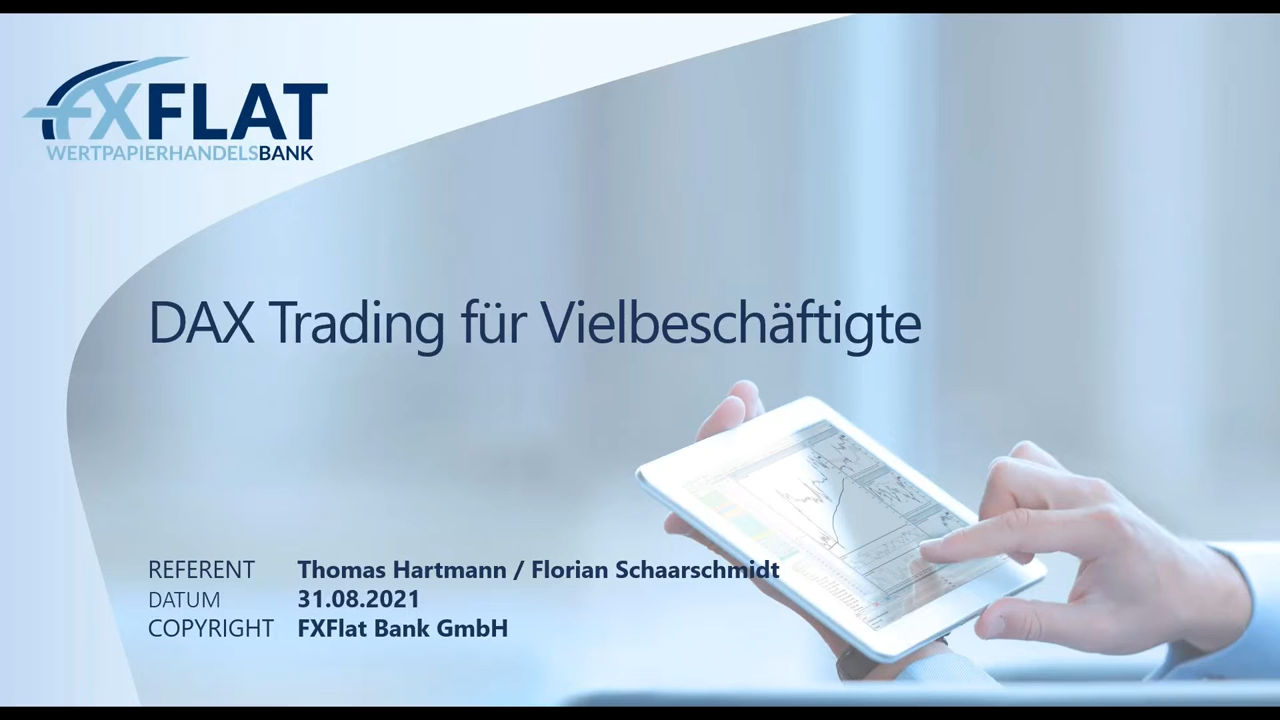 FXFLAT
WERTPAPIERHANDELSBANK
DAX Trading für Vielbeschäftigte
REFERENT Thomas Hartmann / Florian Schaarschmidt
DATUM 31.08.2021
COPYRIGHT FXFlat Bank GmbH